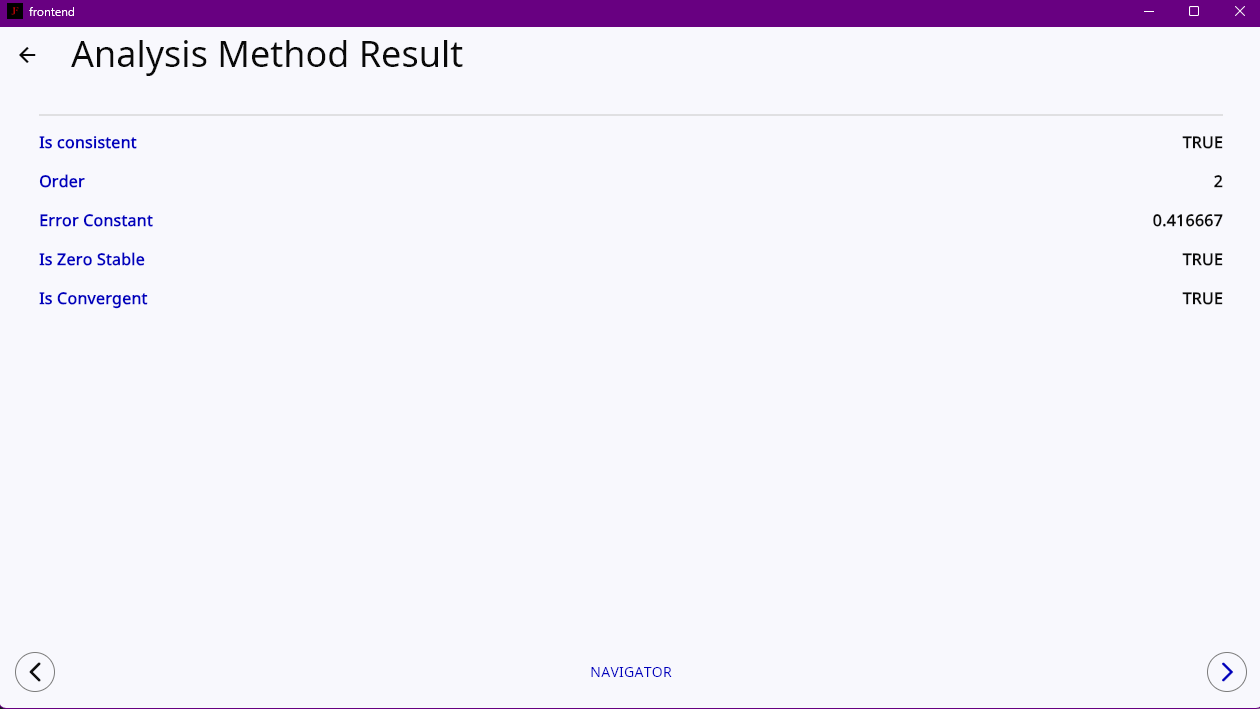 frontend
Analysis Method Result
Is consistent TRUE
Order 2
Error Constant 0.416667
Is Zero Stable TRUE
Is Convergent TRUE
NAVIGATOR